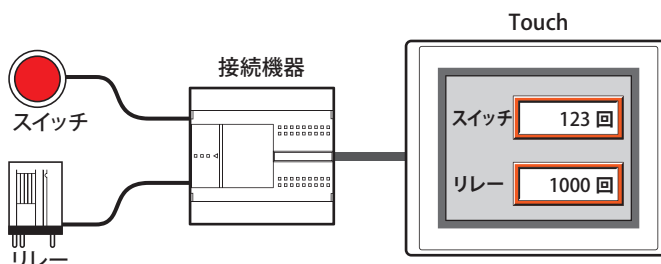 Touch
接続機器
スイッチ
リレー
スイッチ 123 回
リレー 1000 回